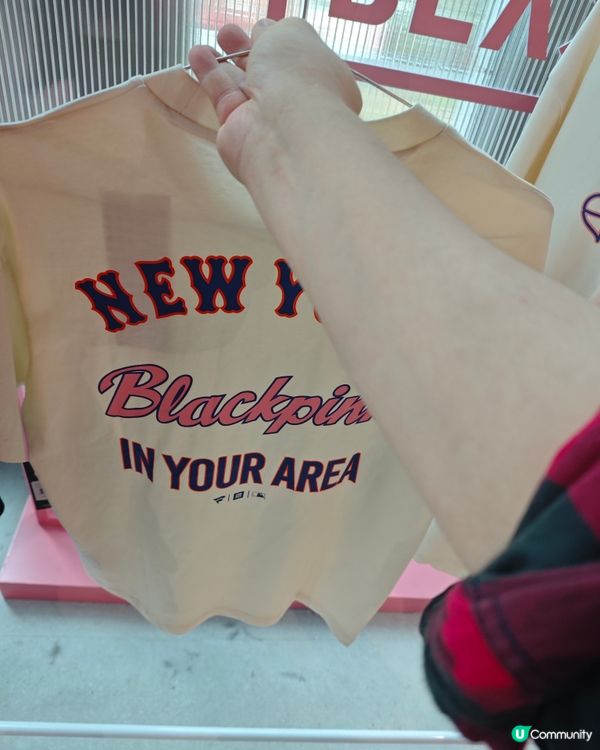 NEW Y
Blackpin
IN YOUR AREA
U Community